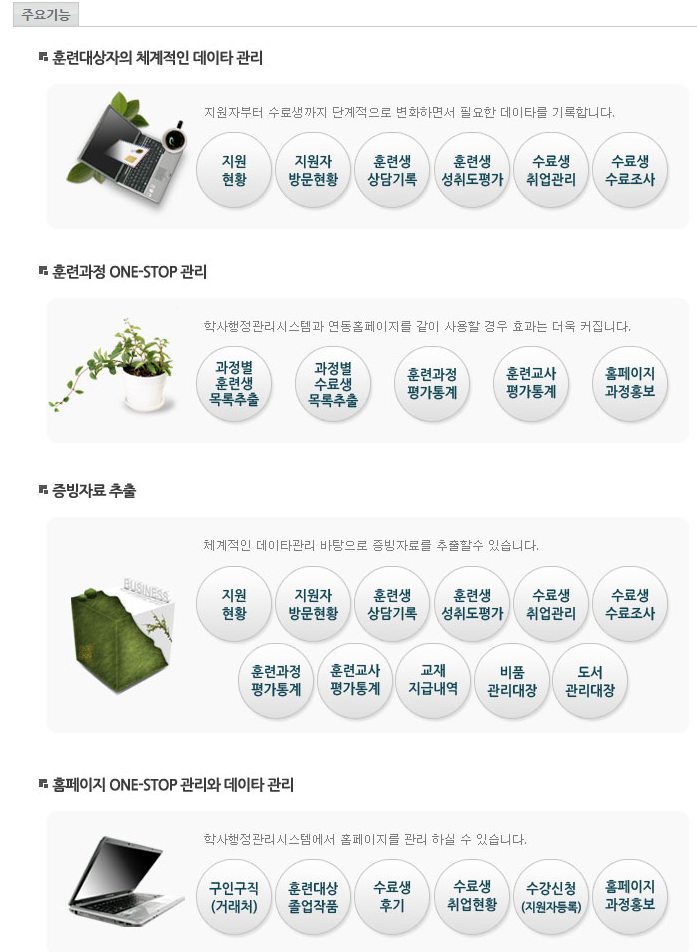 주요기능
훈련대상자의 체계적인 데이타 관리
지원자부터 수료생까지 단계적으로 변화하면서 필요한 데이타를 기록합니다.
지원
현황
지원자
방문현황
훈련생
상담기록
훈련생
성취도평가
수료생
취업관리
수료생
수료조사
훈련과정 ONE-STOP 관리
학사행정관리시스템과 연동홈페이지를 같이 사용할 경우 효과는 더욱 커집니다.
과정별
훈련생
목록추출
과정별
수료생
목록추출
훈련과정
평가통계
훈련교사
평가통계
홈페이지
과정홍보
증빙자료 추출
체계적인 데이타관리 바탕으로 증빙자료를 추출할수 있습니다.
BUSINESS
지원
현황
지원자
방문현황
훈련생
상담기록
훈련생
성취도평가
수료생
취업관리
수료생
수료조사
훈련과정
평가통계
훈련교사
평가통계
교재
지급내역
비품
관리대장
도서
관리대장
홈페이지 ONE-STOP 관리와 데이타 관리
학사행정관리시스템에서 홈페이지를 관리 하실 수 있습니다.
구인구직
(거래처)
훈련대상
졸업작품
수료생
후기
수료생
취업현황
수강신청
(지원자등록)
홈페이지
과정홍보